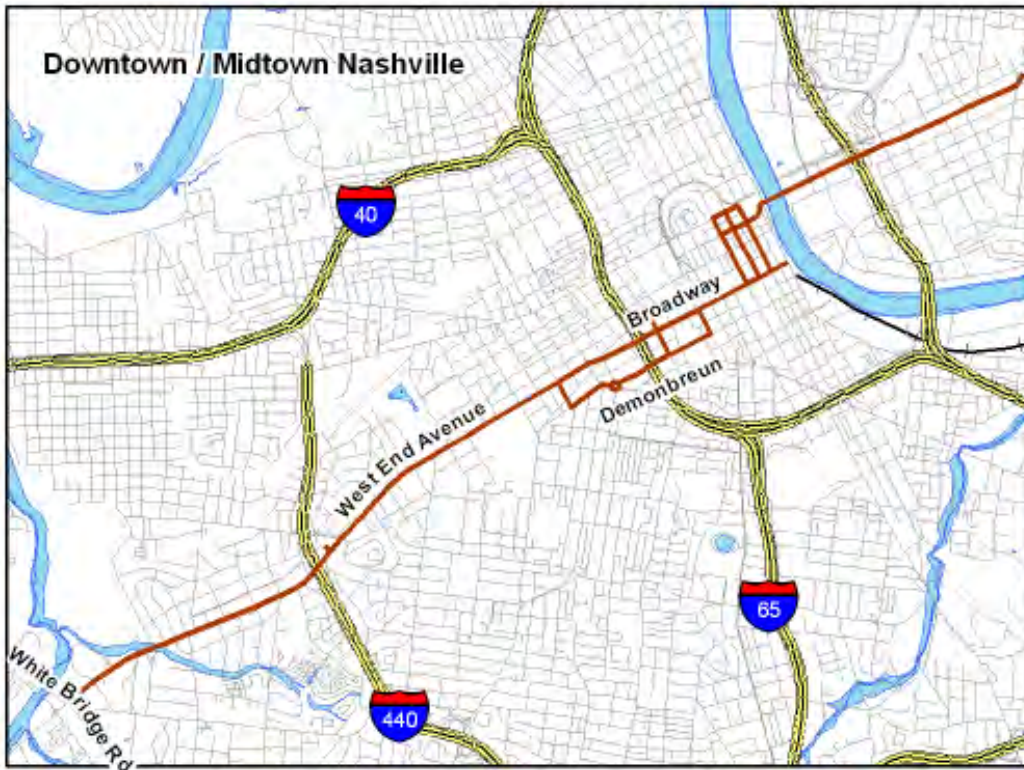 Downtown / Midtown Nashville
40
Broadway
Demonbreun
West End Avenue
65
White Bridge Rd
440